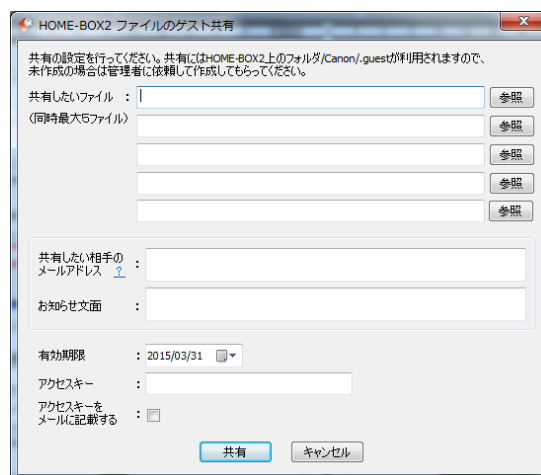 HOME-BOX2 ファイルのゲスト共有
共有の設定を行ってください。共有にはHOME-BOX2上のフォルダ/Canon/.guestが利用されますので、
未作成の場合は管理者に依頼して作成してもらってください。
共有したいファイル : 参照
(同時最大5ファイル) 参照
参照
参照
参照
共有したい相手の
メールアドレス ? :
お知らせ文面 :
有効期限 : 2015/03/31
アクセスキー :
アクセスキーを
メールに記載する :
共有 キャンセル